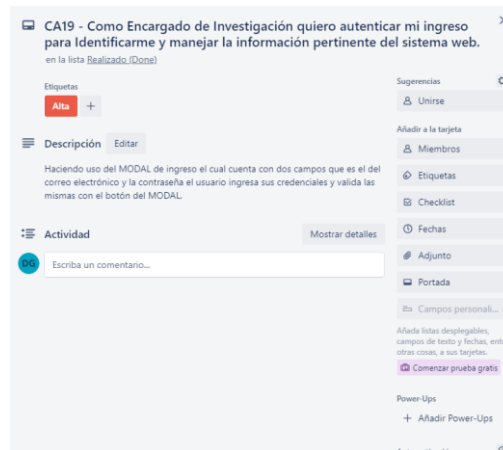 CA19 - Como Encargado de Investigación quiero autenticar mi ingreso
para Identificarme y manejar la información pertinente del sistema web.
en la lista Realizado (Done)
Etiquetas
Alta +
Descripción Editar
Haciendo uso del MODAL de ingreso el cual cuenta con dos campos que es el del
correo electrónico y la contraseña el usuario ingresa sus credenciales y valida las
mismas con el botón del MODAL.
Actividad Mostrar detalles
DG Escriba un comentario...
Sugerencias
Unirse
Añadir a la tarjeta
Miembros
Etiquetas
Checklist
Fechas
Adjunto
Portada
Campos personali...
Añada listas desplegables,
campos de texto y fechas, ent
otras cosas, a sus tarjetas.
Comenzar prueba gratis
Power-Ups
+ Añadir Power-Ups